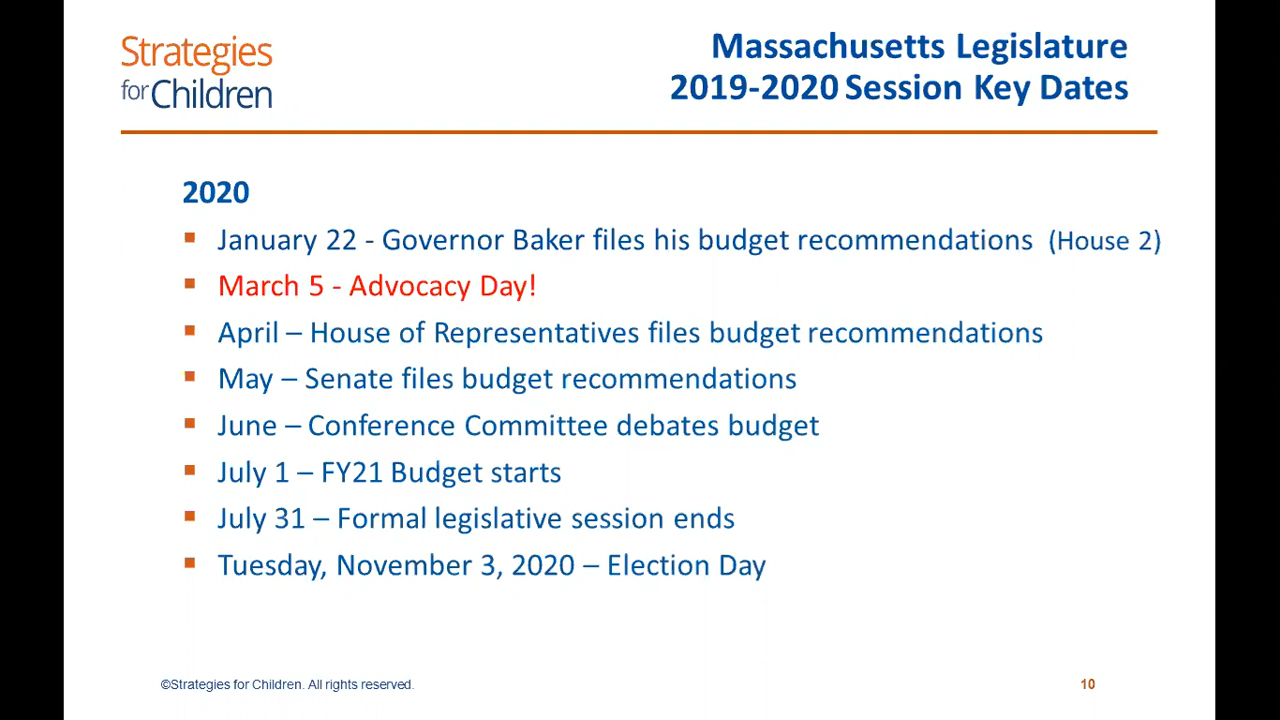 Strategies
for Children
Massachusetts Legislature
2019-2020 Session Key Dates
2020
▪ January 22 - Governor Baker files his budget recommendations (House 2)
▪ March 5 - Advocacy Day!
▪ April – House of Representatives files budget recommendations
▪ May – Senate files budget recommendations
▪ June – Conference Committee debates budget
▪ July 1 – FY21 Budget starts
▪ July 31 – Formal legislative session ends
▪ Tuesday, November 3, 2020 – Election Day
©Strategies for Children. All rights reserved.
10